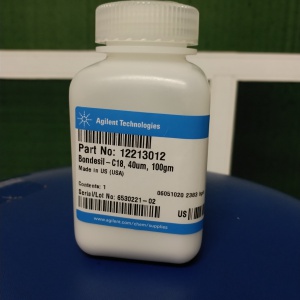 Agilent Technologies
Part No: 12213012
Bondesil-C18, 40um, 100gm
Made in US (USA)
Contents: 1
Serial/Lot No: 6530221-02
US
www.agilent.com/chem/supplies